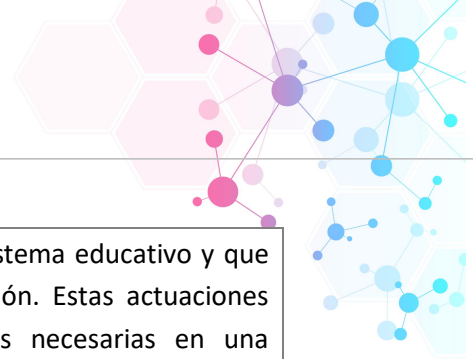 stema educativo y que
ón. Estas actuaciones
s necesarias en una